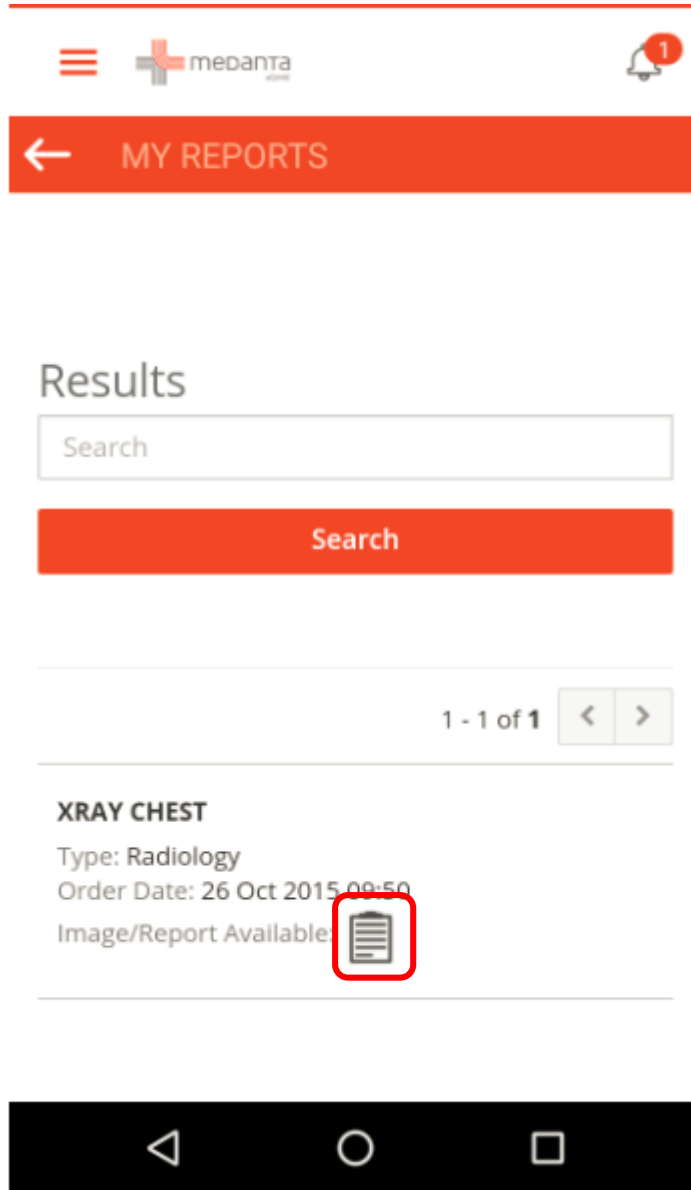 1
medanta
MY REPORTS
Results
Search
Search
1 - 1 of 1
XRAY CHEST
Type: Radiology
Order Date: 26 Oct 2015 09:50
Image/Report Available: